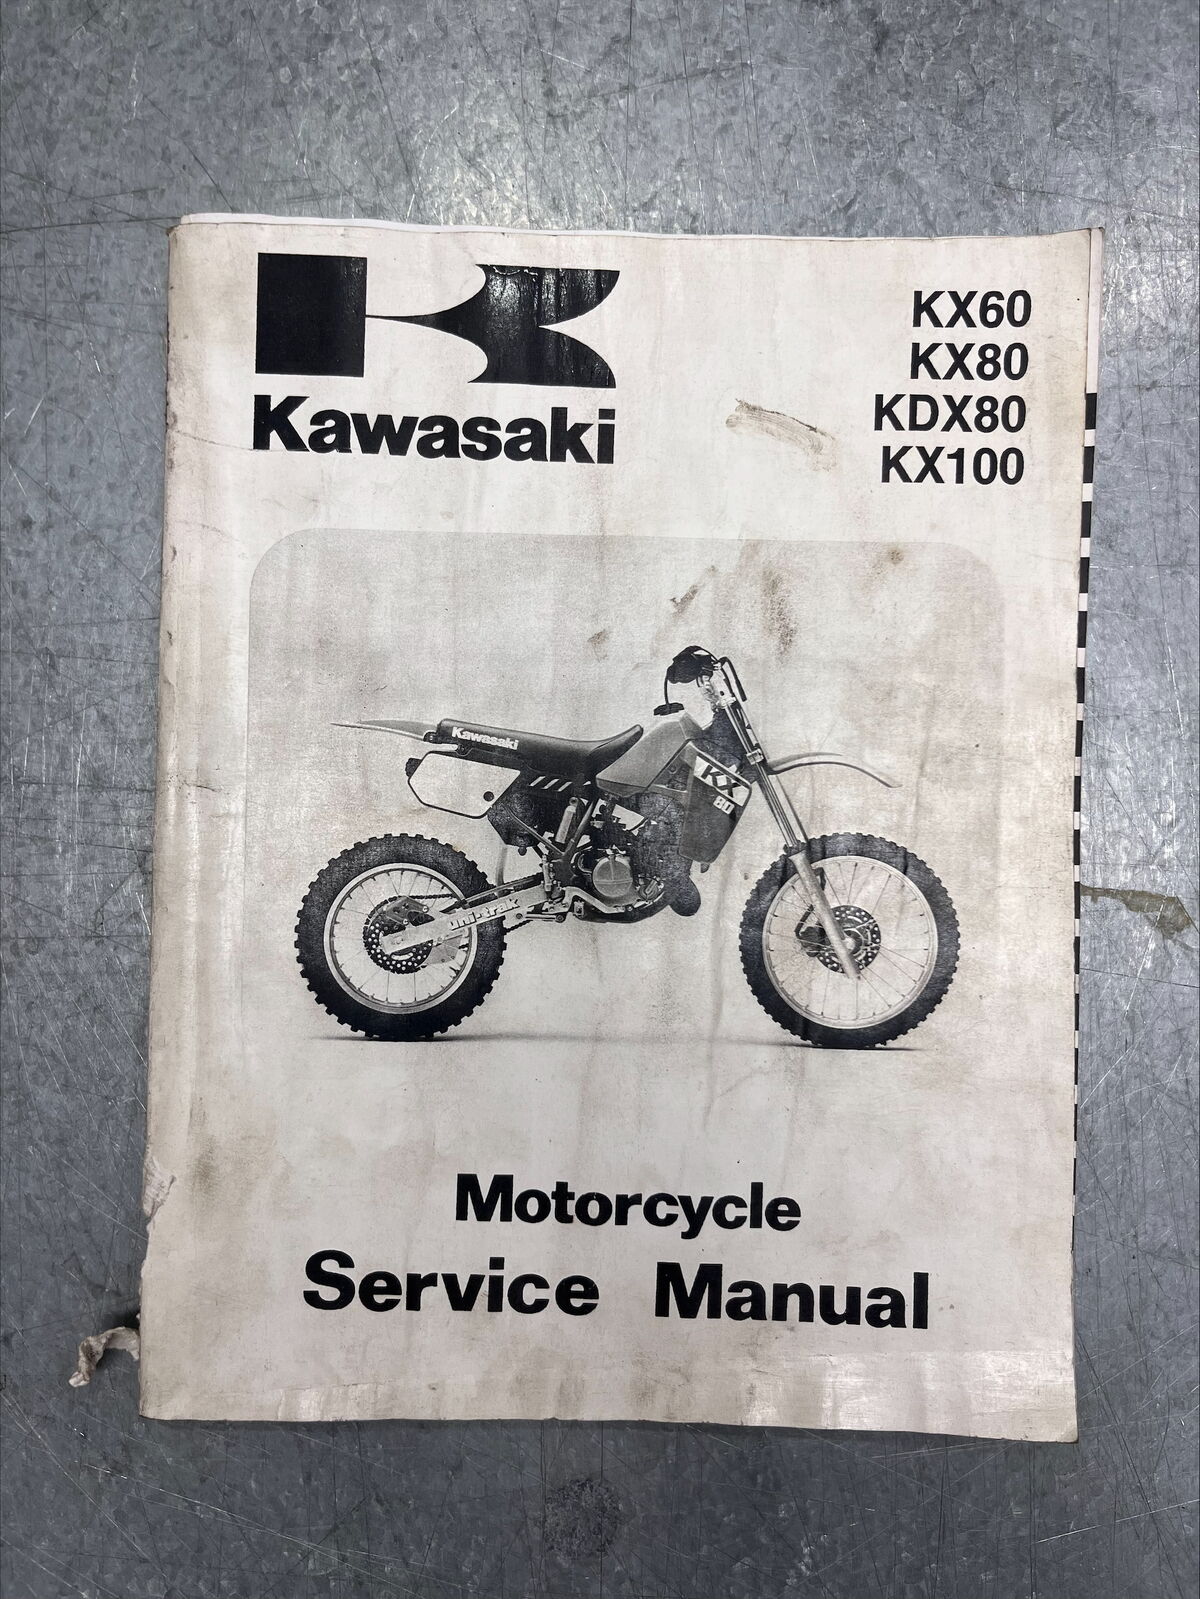 Kawasaki
KX60
KX80
KDX80
KX100
Kawasaki
KX
80
uni-trak
Motorcycle
Service Manual